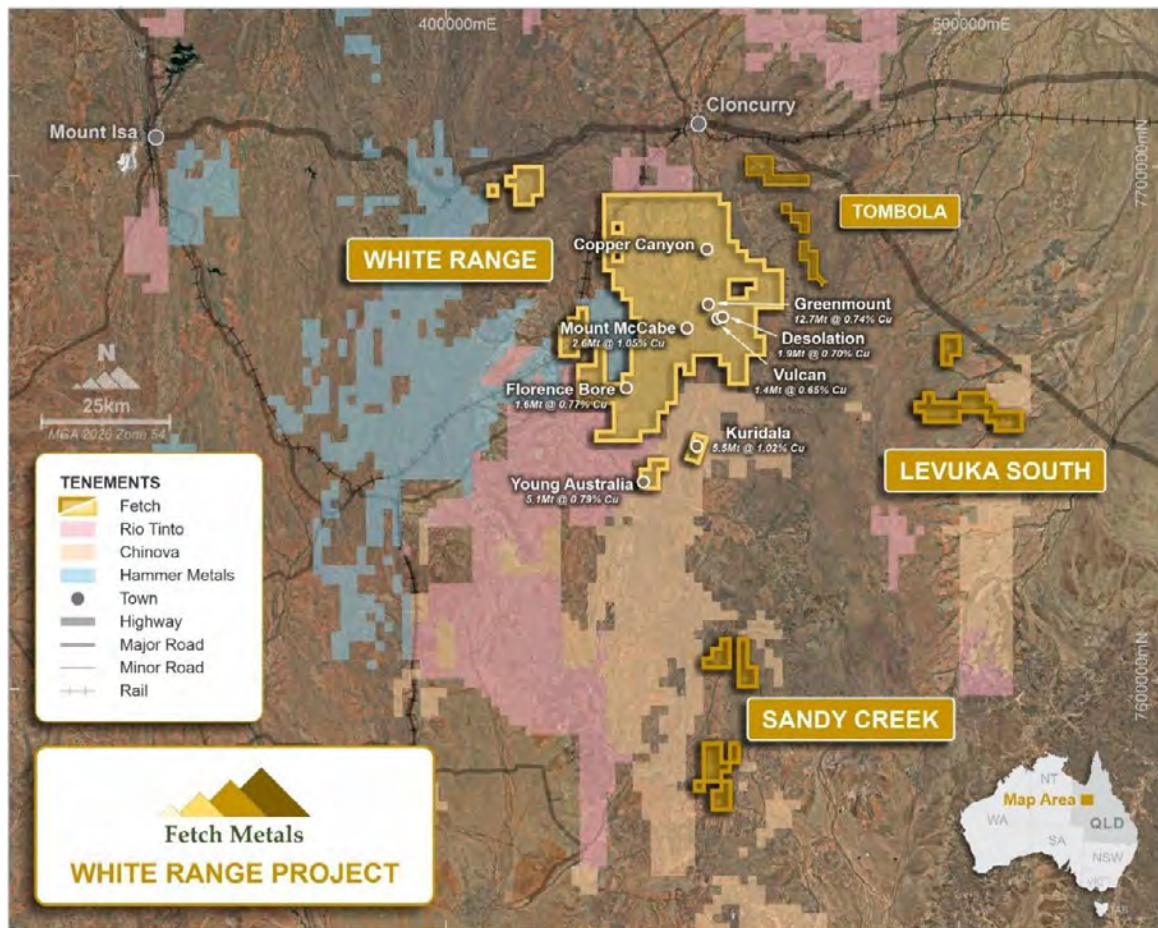 400000mE
500000mE
Cloncurry
Mount Isa
7700000mN
TOMBOLA
WHITE RANGE
Copper Canyon
Greenmount
12.7Mt @ 0.74% Cu
Mount McCabe
2.6Mt @ 1.05% Cu
Desolation
1.9Mt @ 0.70% Cu
Vulcan
1.4Mt @ 0.65% Cu
N
25km
MGA 2026 Zone 54
Florence Bore
1.6Mt @ 0.77% Cu
Kuridala
5.5Mt @ 1.02% Cu
LEVUKA SOUTH
Young Australia
5.1Mt @ 0.79% Cu
TENEMENTS
Fetch
Rio Tinto
Chinova
Hammer Metals
Town
Highway
Major Road
Minor Road
Rail
7600000mN
SANDY CREEK
Fetch Metals
WHITE RANGE PROJECT
NT
Map Area
WA
QLD
SA
NSW
VIC
TAS